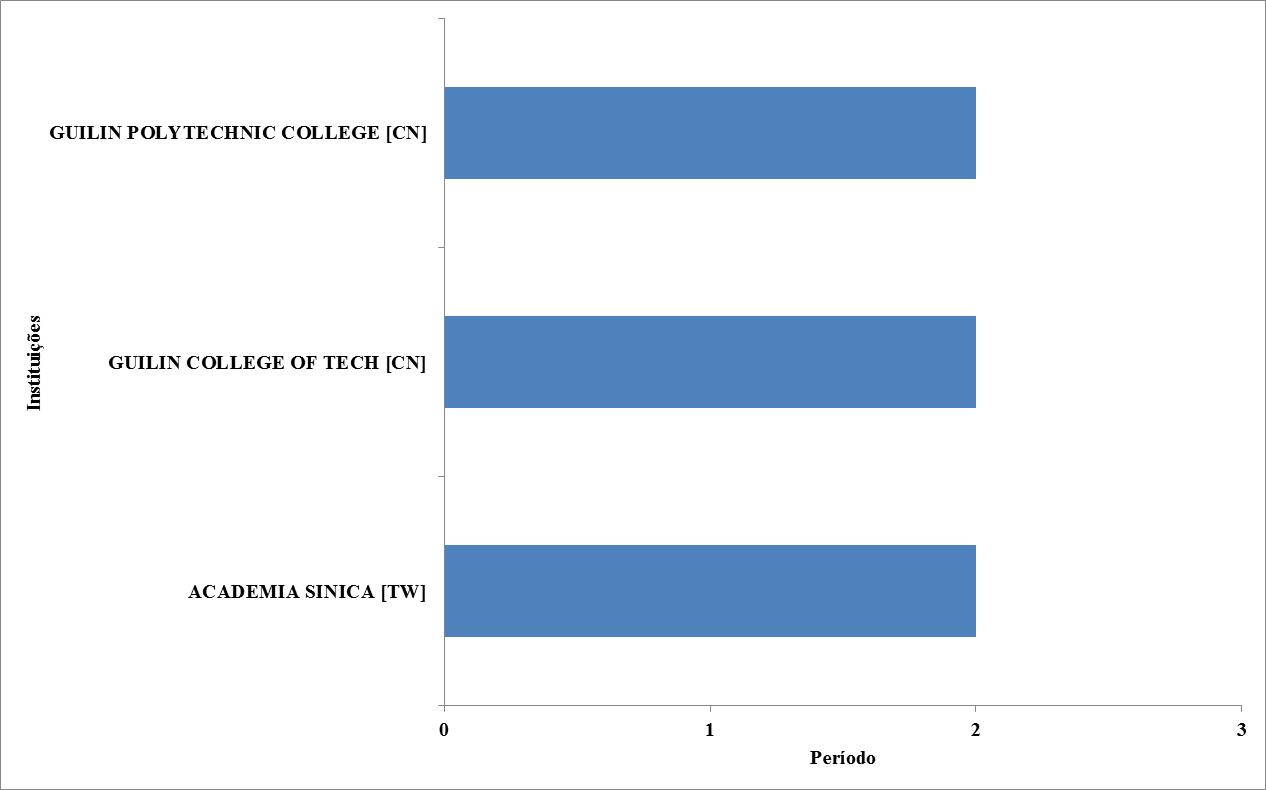 GUILIN POLYTECHNIC COLLEGE [CN]
GUILIN COLLEGE OF TECH [CN]
ACADEMIA SINICA [TW]
Instituições
0 1 2 3
Período